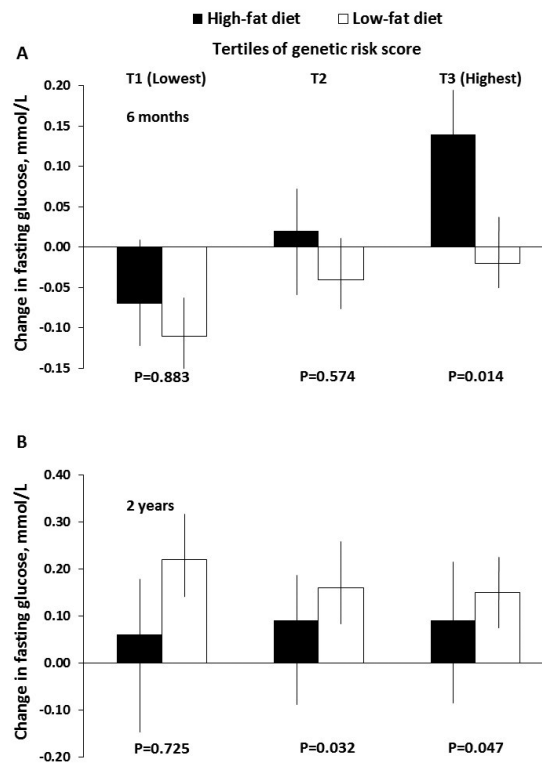 High-fat diet Low-fat diet
A
Tertiles of genetic risk score
T1 (Lowest) T2 T3 (Highest)
6 months
Change in fasting glucose, mmol/L
0.20
0.15
0.10
0.05
0.00
-0.05
-0.10
-0.15
P=0.883 P=0.574 P=0.014
B
2 years
Change in fasting glucose, mmol/L
0.40
0.30
0.20
0.10
0.00
-0.10
-0.20
P=0.725 P=0.032 P=0.047